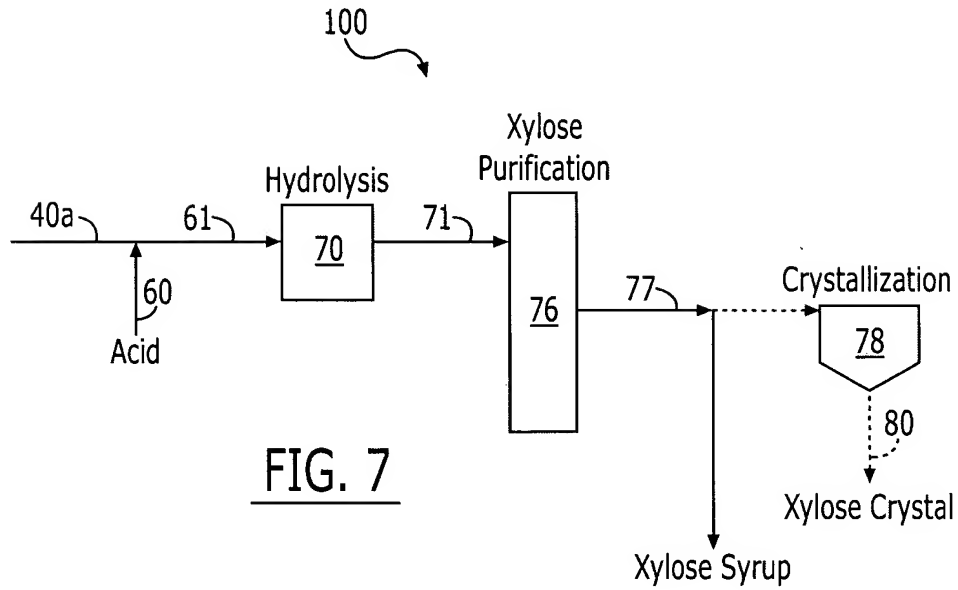 100
Xylose
Purification
Hydrolysis
40a
61
70
71
60
Acid
76
77
Crystallization
78
80
Xylose Crystal
Xylose Syrup
FIG. 7